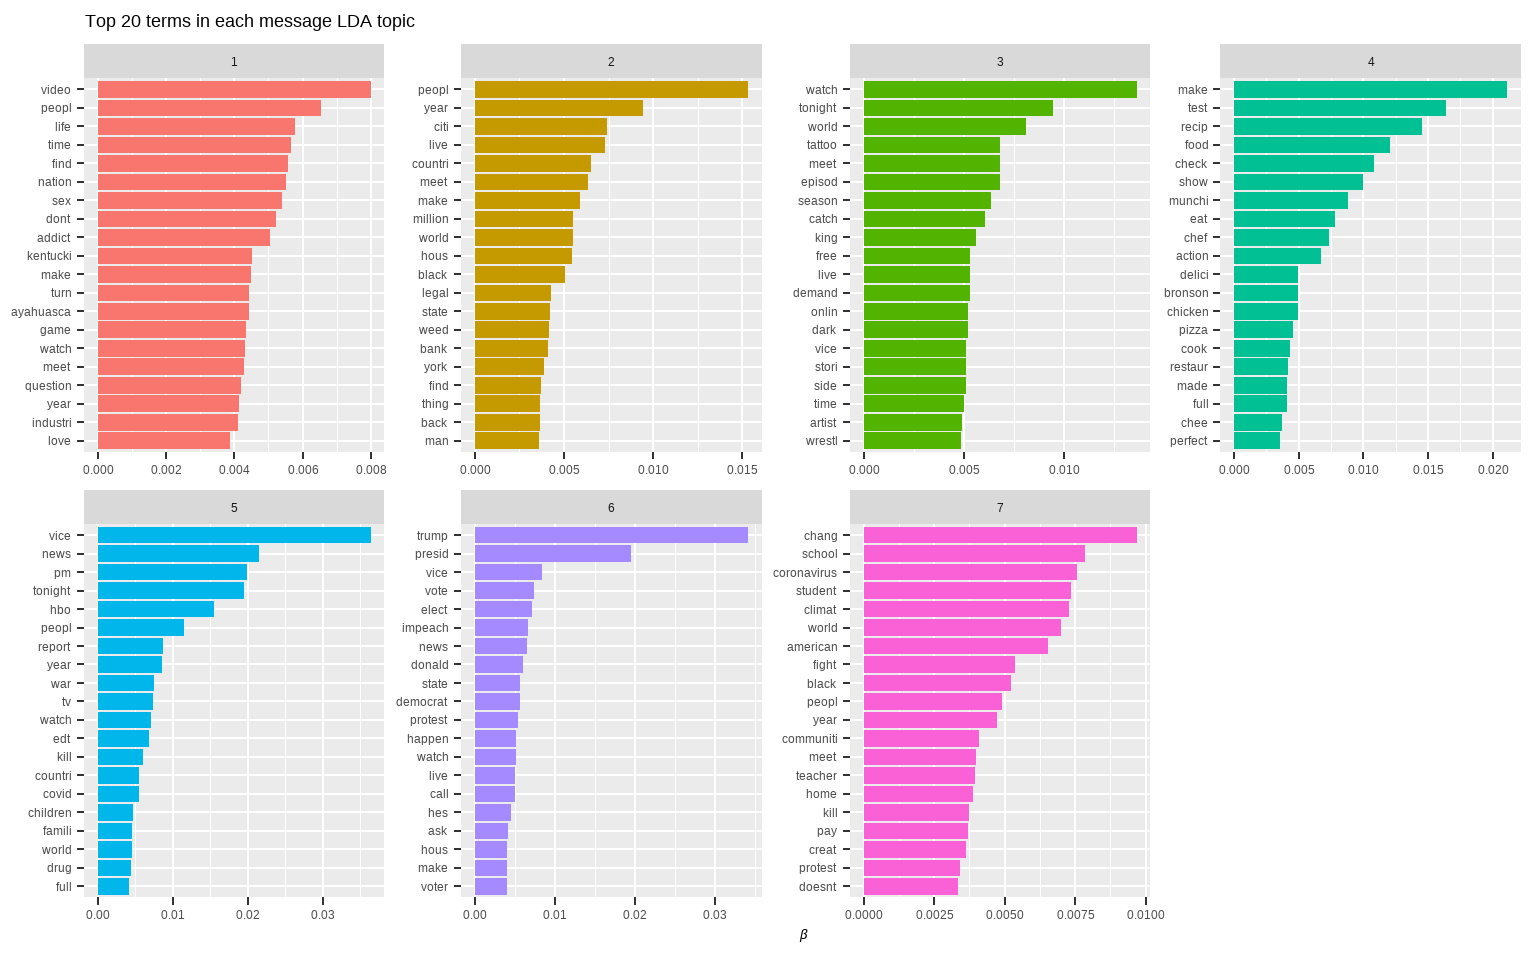 Top 20 terms in each message LDA topic
1
video
peopl
life
time
find
nation
sex
dont
addict
kentucki
make
turn
ayahuasca
game
watch
meet
question
year
industri
love
0.000 0.002 0.004 0.006 0.008
2
peopl
year
citi
live
countri
meet
make
million
world
hous
black
legal
state
weed
bank
york
find
thing
back
man
0.000 0.005 0.010 0.015
3
watch
tonight
world
tattoo
meet
episod
season
catch
king
free
live
demand
onlin
dark
vice
stori
side
time
artist
wrestl
0.000 0.005 0.010
4
make
test
recip
food
check
show
munchi
eat
chef
action
delici
bronson
chicken
pizza
cook
restaur
made
full
chee
perfect
0.000 0.005 0.010 0.015 0.020
5
vice
news
pm
tonight
hbo
peopl
report
year
war
tv
watch
edt
kill
countri
covid
children
famili
world
drug
full
0.00 0.01 0.02 0.03
6
trump
presid
vice
vote
elect
impeach
news
donald
state
democrat
protest
happen
watch
live
call
hes
ask
hous
make
voter
0.00 0.01 0.02 0.03
7
chang
school
coronavirus
student
climat
world
american
fight
black
peopl
year
communiti
meet
teacher
home
kill
pay
creat
protest
doesnt
0.0000 0.0025 0.0050 0.0075 0.0100
β